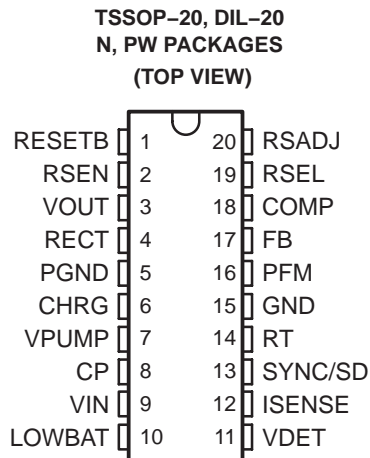 TSSOP–20, DIL–20
N, PW PACKAGES
(TOP VIEW)
RESETB 1 20 RSADJ
RSEN 2 19 RSEL
VOUT 3 18 COMP
RECT 4 17 FB
PGND 5 16 PFM
CHRG 6 15 GND
VPUMP 7 14 RT
CP 8 13 SYNC/SD
VIN 9 12 ISENSE
LOWBAT 10 11 VDET